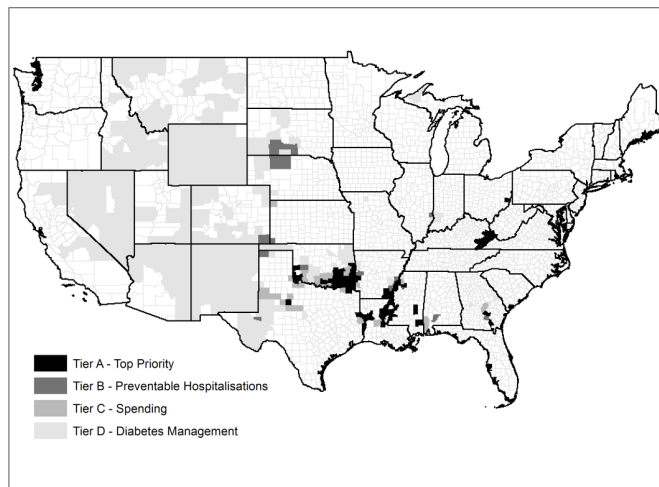 Tier A - Top Priority
Tier B - Preventable Hospitalisations
Tier C - Spending
Tier D - Diabetes Management